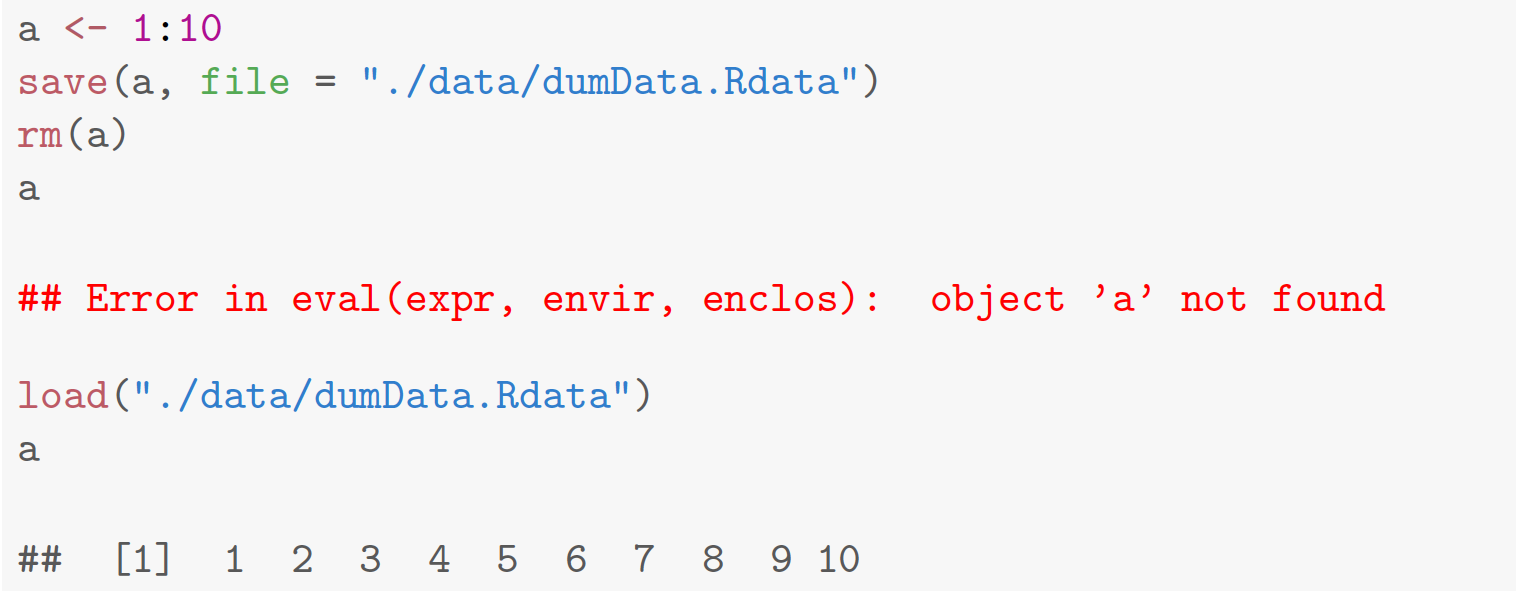 a <- 1:10
save(a, file = "./data/dumData.Rdata")
rm(a)
a
## Error in eval(expr, envir, enclos):  object ’a’ not found
load("./data/dumData.Rdata")
a
##  [1]  1  2  3  4  5  6  7  8  9 10